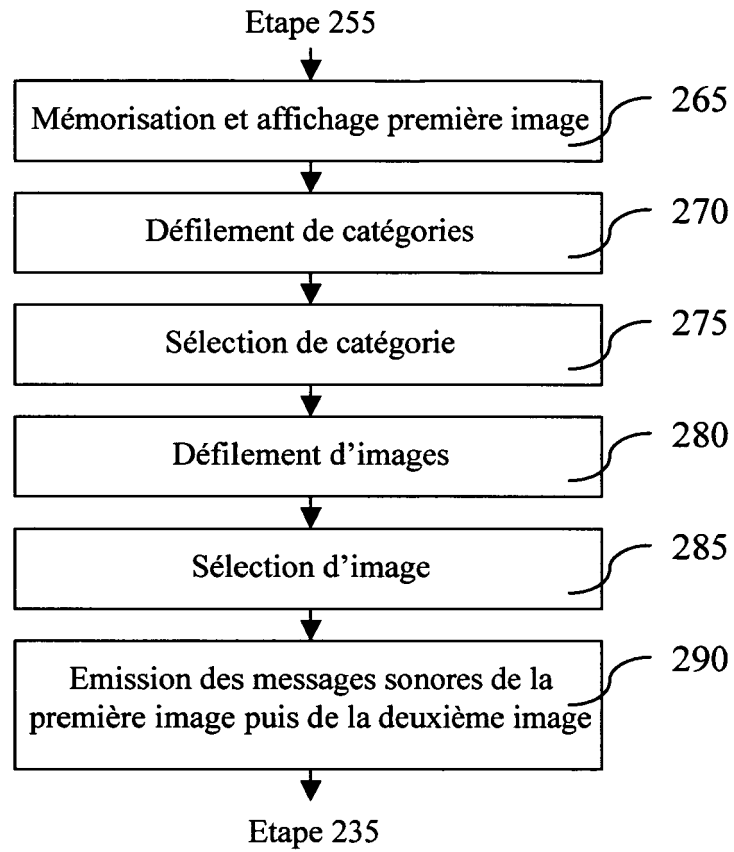 Etape 255
Mémorisation et affichage première image
265
Défilement de catégories
270
Sélection de catégorie
275
Défilement d’images
280
Sélection d’image
285
Emission des messages sonores de la
première image puis de la deuxième image
290
Etape 235